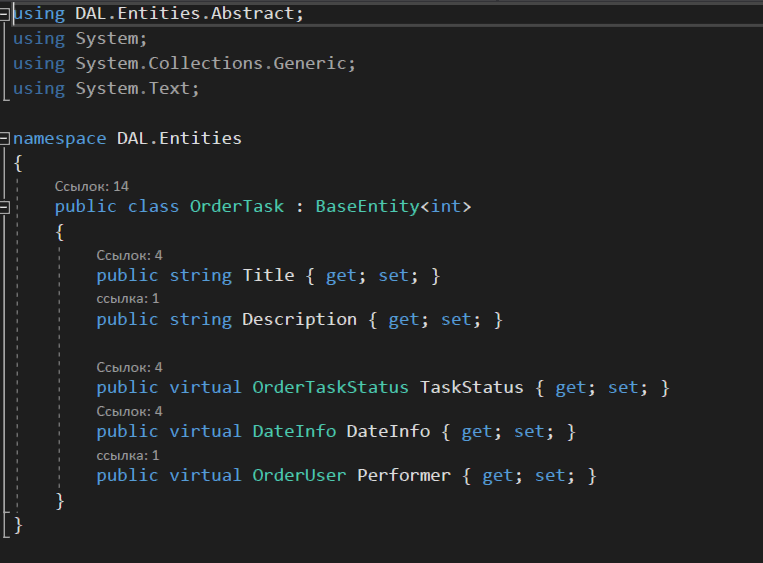 using DAL.Entities.Abstract;
using System;
using System.Collections.Generic;
using System.Text;
namespace DAL.Entities
{
Ссылок: 14
public class OrderTask : BaseEntity<int>
{
Ссылок: 4
public string Title { get; set; }
ссылка: 1
public string Description { get; set; }
Ссылок: 4
public virtual OrderTaskStatus TaskStatus { get; set; }
Ссылок: 4
public virtual DateInfo DateInfo { get; set; }
ссылка: 1
public virtual OrderUser Performer { get; set; }
}
}